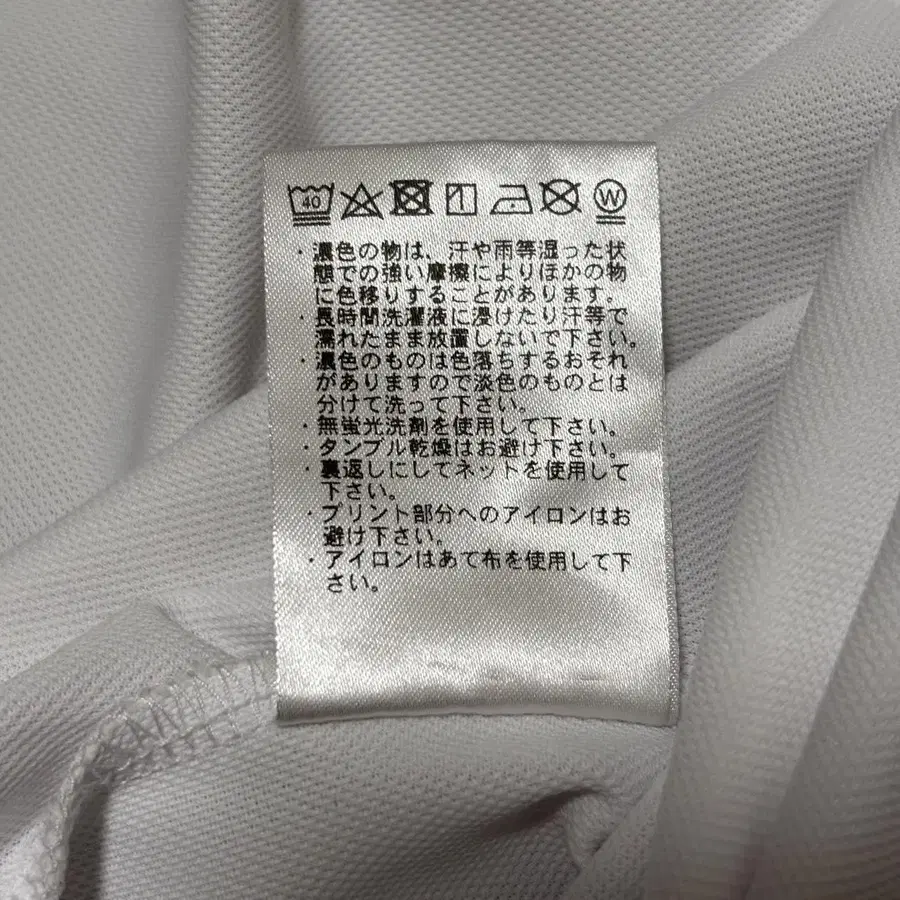 40 W
・濃色の物は、汗や雨等湿った状
態での強い摩擦によりほかの物
に色移りすることがあります。
・長時間洗濯液に浸けたり汗等で
濡れたまま放置しないで下さい。
・濃色のものは色落ちするおそれ
がありますので淡色のものとは
分けて洗って下さい。
・無蛍光洗剤を使用して下さい。
・タンブル乾燥はお避け下さい。
・裏返しにしてネットを使用して
下さい。
・プリント部分へのアイロンはお
避け下さい。
・アイロンはあて布を使用して下
さい。